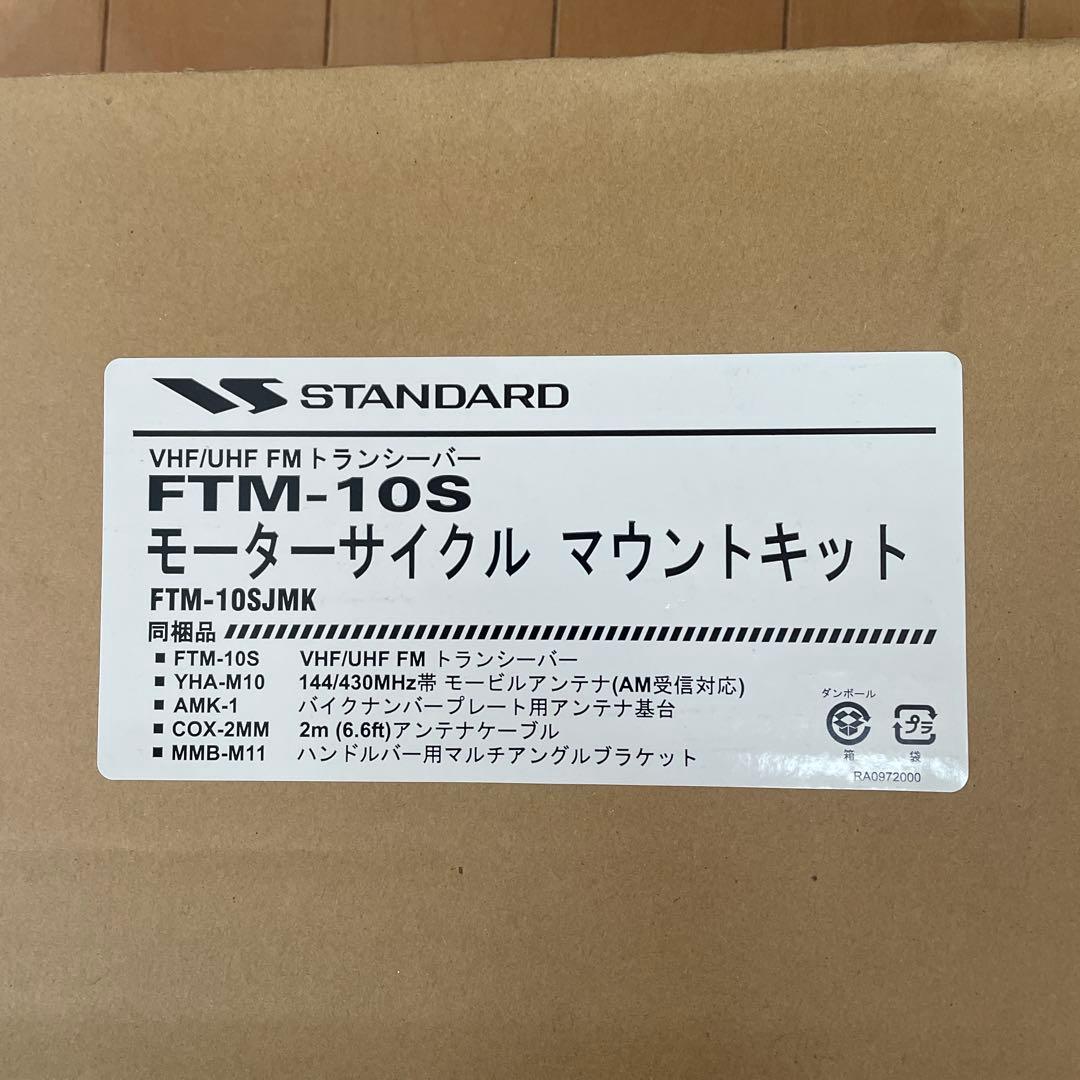 VS STANDARD
VHF/UHF FMトランシーバー
FTM-10S
モーターサイクル マウントキット
FTM-10SJMK
同梱品
■ FTM-10S VHF/UHF FM トランシーバー
■ YHA-M10 144/430MHz帯 モービルアンテナ(AM受信対応)
■ AMK-1 バイクナンバープレート用アンテナ基台
■ COX-2MM 2m (6.6ft)アンテナケーブル
■ MMB-M11 ハンドルバー用マルチアングルブラケット
ダンボール
プラ
箱 袋
RA0972000